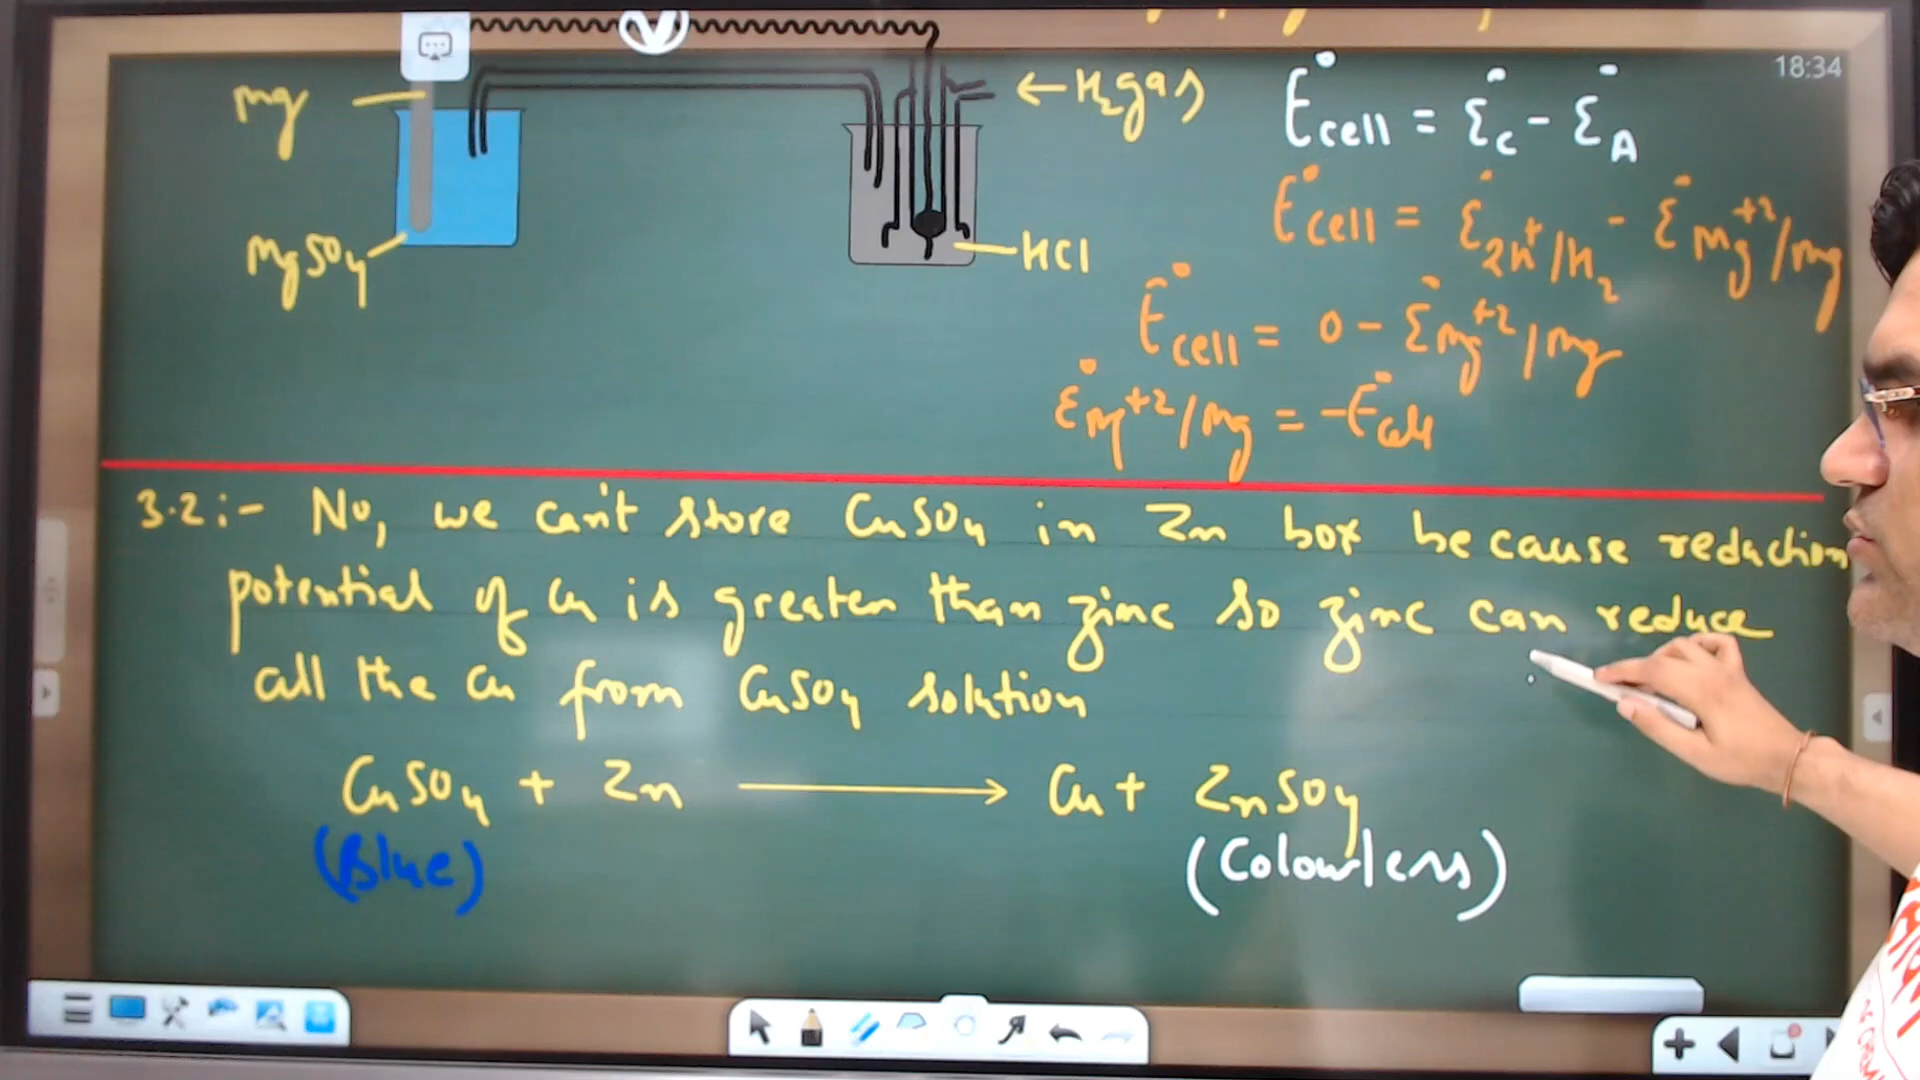 18:34
mg
MgSO4
←H2gas
HCl
E°cell = ε°C - ε°A
E°cell = ε°2H+/H2 - ε°Mg+2/Mg
E°cell = 0 - ε°Mg+2/Mg
ε°Mg+2/Mg = -E°cell
3.2:- No, we can't store CuSO4 in Zn box because reduction
potential of Cu is greater than zinc so zinc can reduce
all the Cu from CuSO4 solution
CuSO4 + Zn ⟶ Cu + ZnSO4
(Blue) (Colourless)